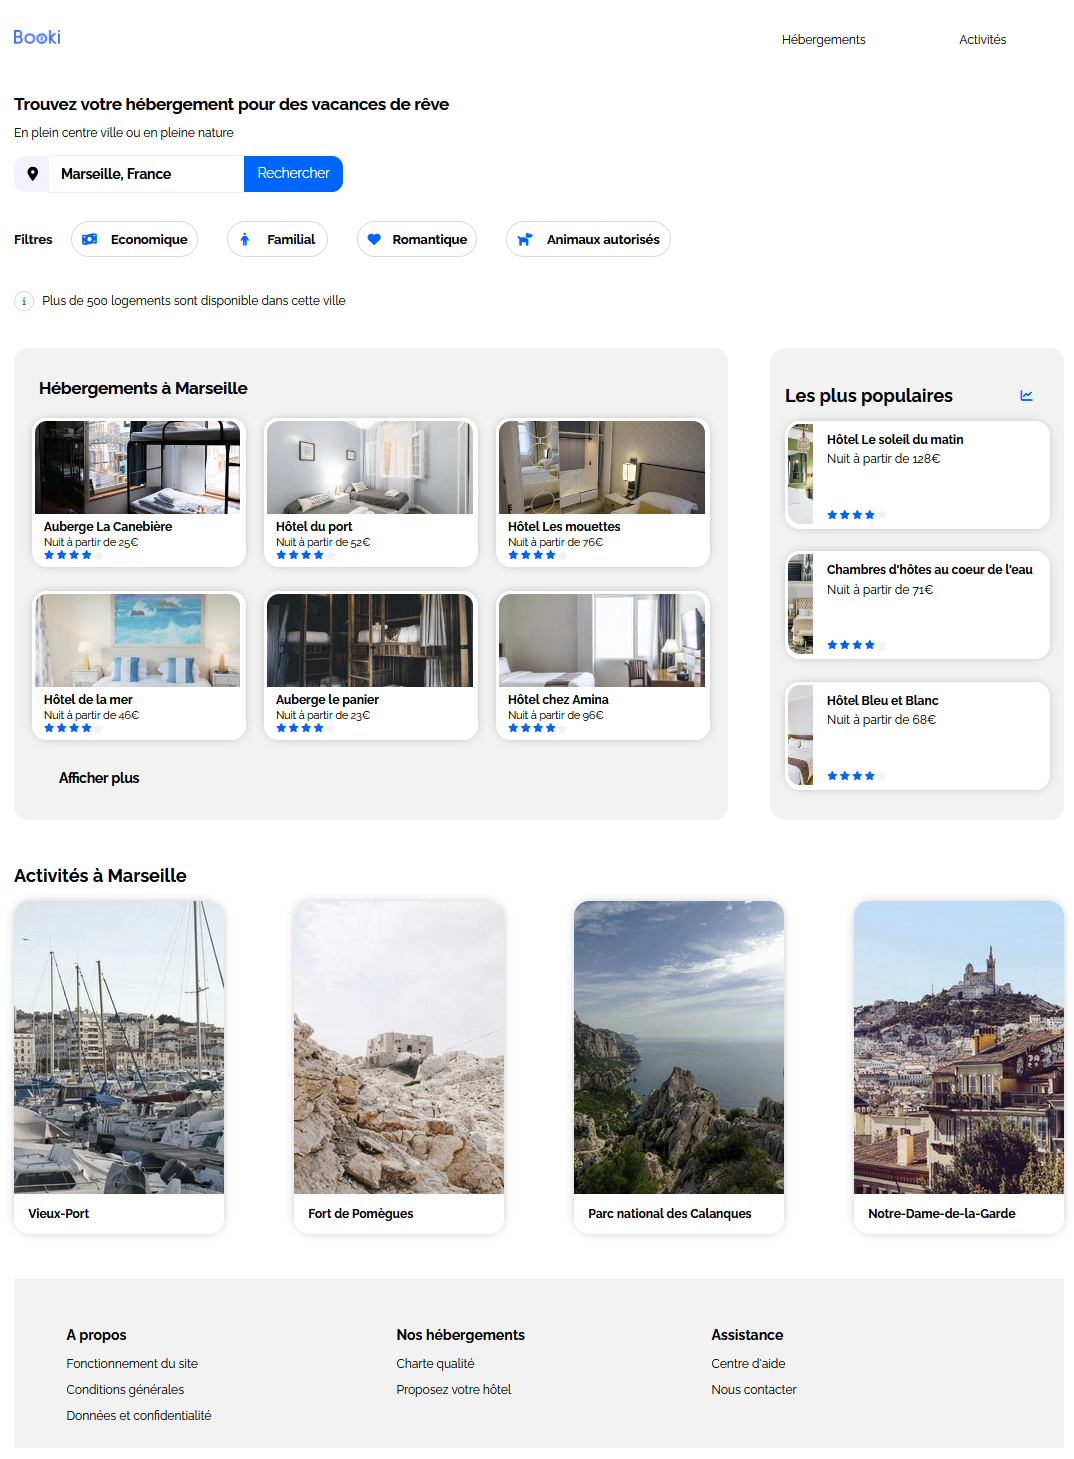 Booki
Hébergements
Activités
Trouvez votre hébergement pour des vacances de rêve
En plein centre ville ou en pleine nature
Marseille, France
Rechercher
Filtres
Economique
Familial
Romantique
Animaux autorisés
i
Plus de 500 logements sont disponible dans cette ville
Hébergements à Marseille
Auberge La Canebière
Nuit à partir de 25€
Hôtel du port
Nuit à partir de 52€
Hôtel Les mouettes
Nuit à partir de 76€
Hôtel de la mer
Nuit à partir de 46€
Auberge le panier
Nuit à partir de 23€
Hôtel chez Amina
Nuit à partir de 96€
Afficher plus
Les plus populaires
Hôtel Le soleil du matin
Nuit à partir de 128€
Chambres d'hôtes au coeur de l'eau
Nuit à partir de 71€
Hôtel Bleu et Blanc
Nuit à partir de 68€
Activités à Marseille
Vieux-Port
Fort de Pomègues
Parc national des Calanques
Notre-Dame-de-la-Garde
A propos
Fonctionnement du site
Conditions générales
Données et confidentialité
Nos hébergements
Charte qualité
Proposez votre hôtel
Assistance
Centre d'aide
Nous contacter